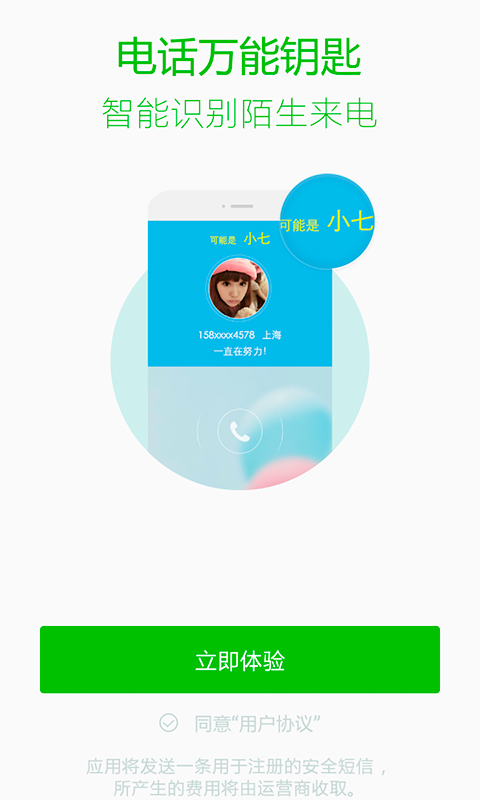 电话万能钥匙
智能识别陌生来电
可能是 小七
可能是 小七
158xxxx4578 上海
一直在努力!
立即体验
同意“用户协议”
应用将发送一条用于注册的安全短信，
所产生的费用将由运营商收取。